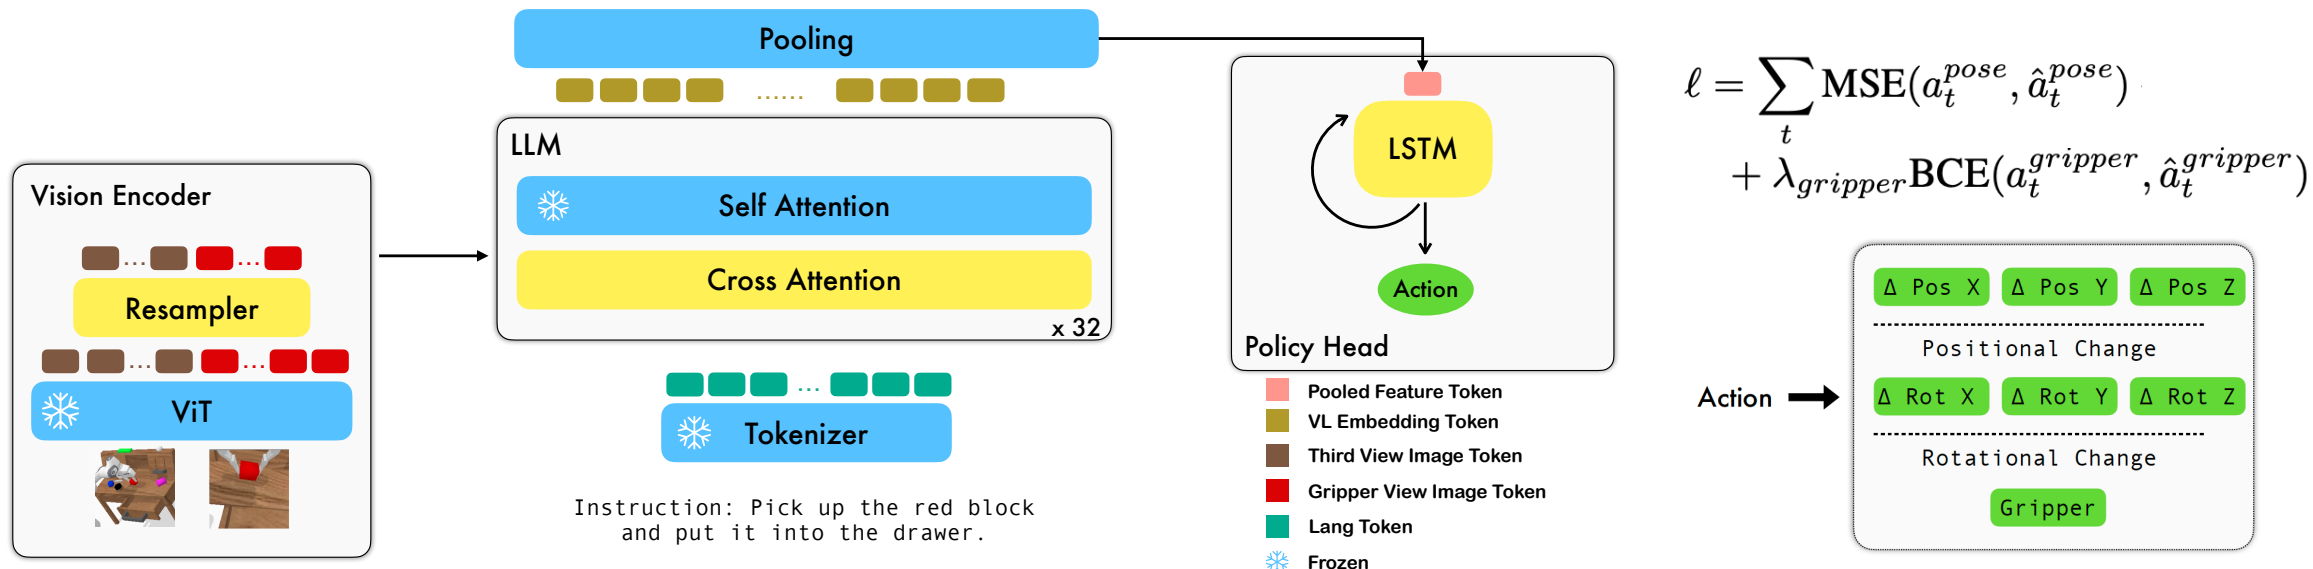 Pooling
......
LLM
Self Attention
Cross Attention
x 32
Vision Encoder
... ...
Resampler
... ...
ViT
...
Tokenizer
Instruction: Pick up the red block
and put it into the drawer.
LSTM
Action
Policy Head
Pooled Feature Token
VL Embedding Token
Third View Image Token
Gripper View Image Token
Lang Token
Frozen
ℓ = ∑_t MSE(a_t^{pose}, â_t^{pose})
+ λ_{gripper}BCE(a_t^{gripper}, â_t^{gripper})
Action
Δ Pos X Δ Pos Y Δ Pos Z
Positional Change
Δ Rot X Δ Rot Y Δ Rot Z
Rotational Change
Gripper